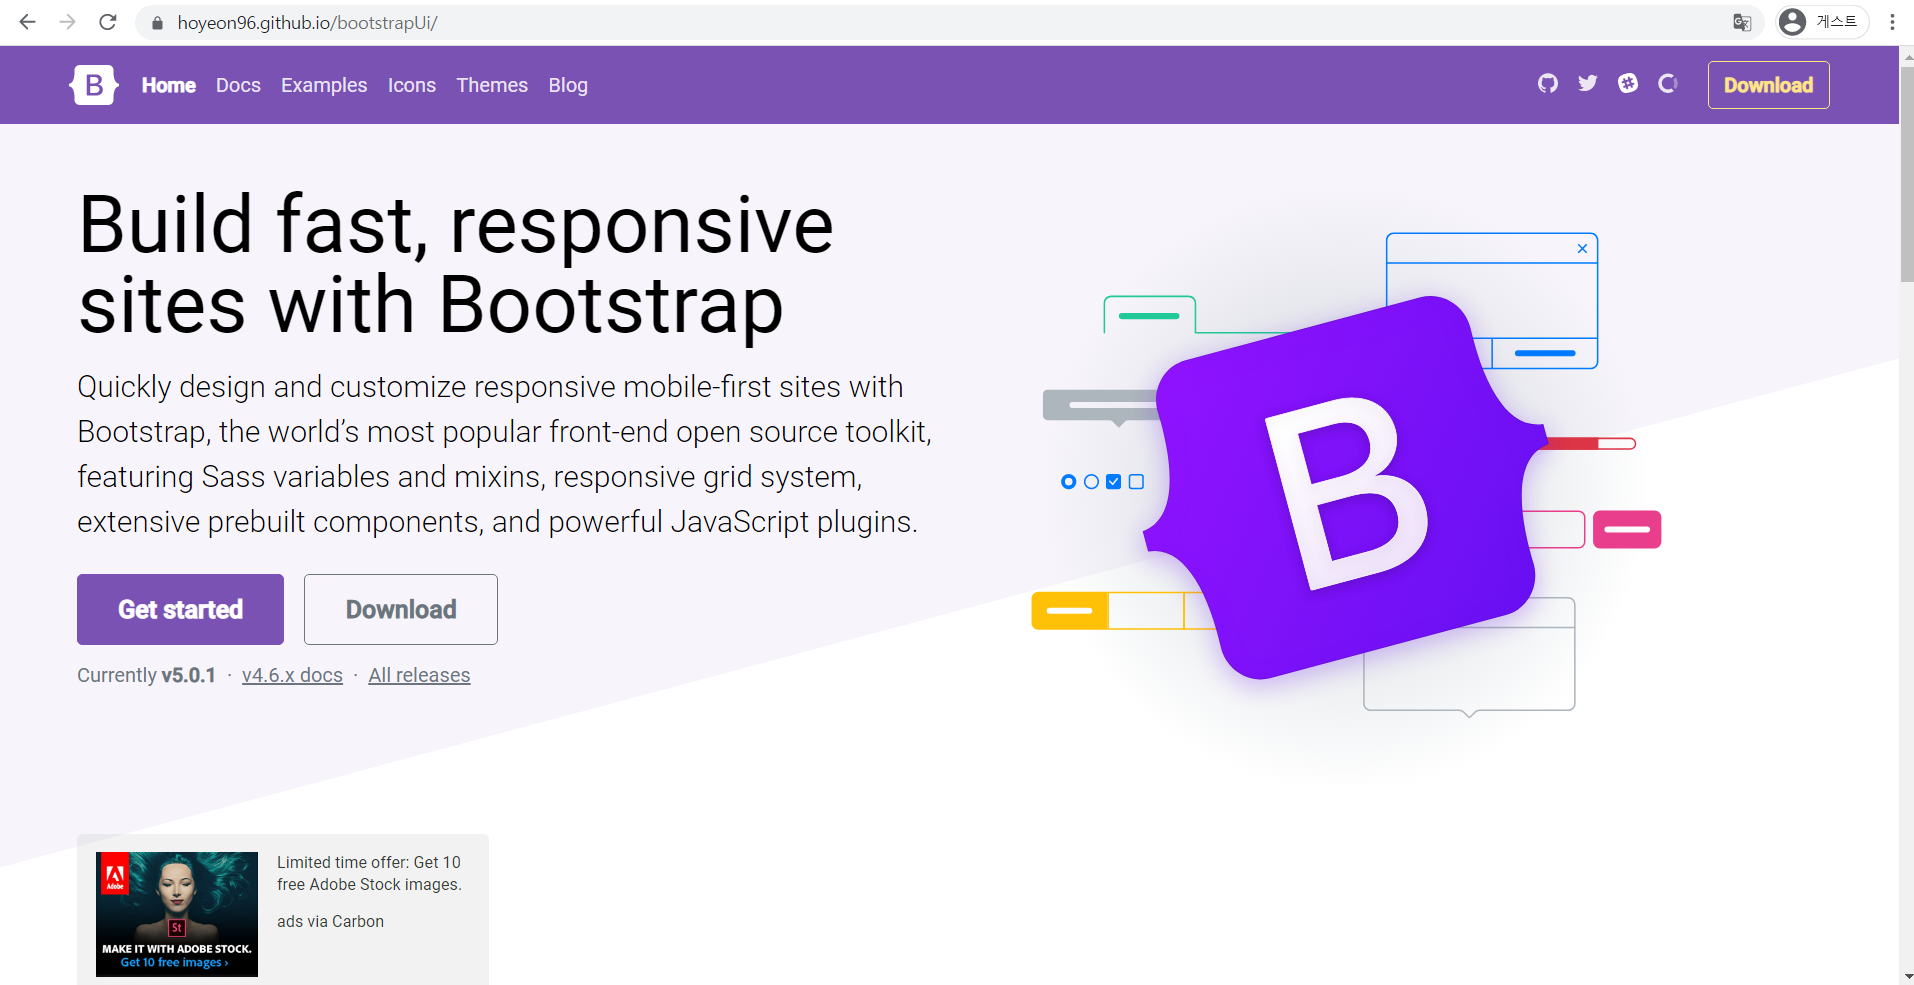 hoyeon96.github.io/bootstrapUi/
게스트
B
Home Docs Examples Icons Themes Blog
Download
Build fast, responsive
sites with Bootstrap
Quickly design and customize responsive mobile-first sites with
Bootstrap, the world’s most popular front-end open source toolkit,
featuring Sass variables and mixins, responsive grid system,
extensive prebuilt components, and powerful JavaScript plugins.
Get started
Download
Currently v5.0.1 · v4.6.x docs · All releases
B
Adobe
St
MAKE IT WITH ADOBE STOCK.
Get 10 free images ›
Limited time offer: Get 10
free Adobe Stock images.
ads via Carbon